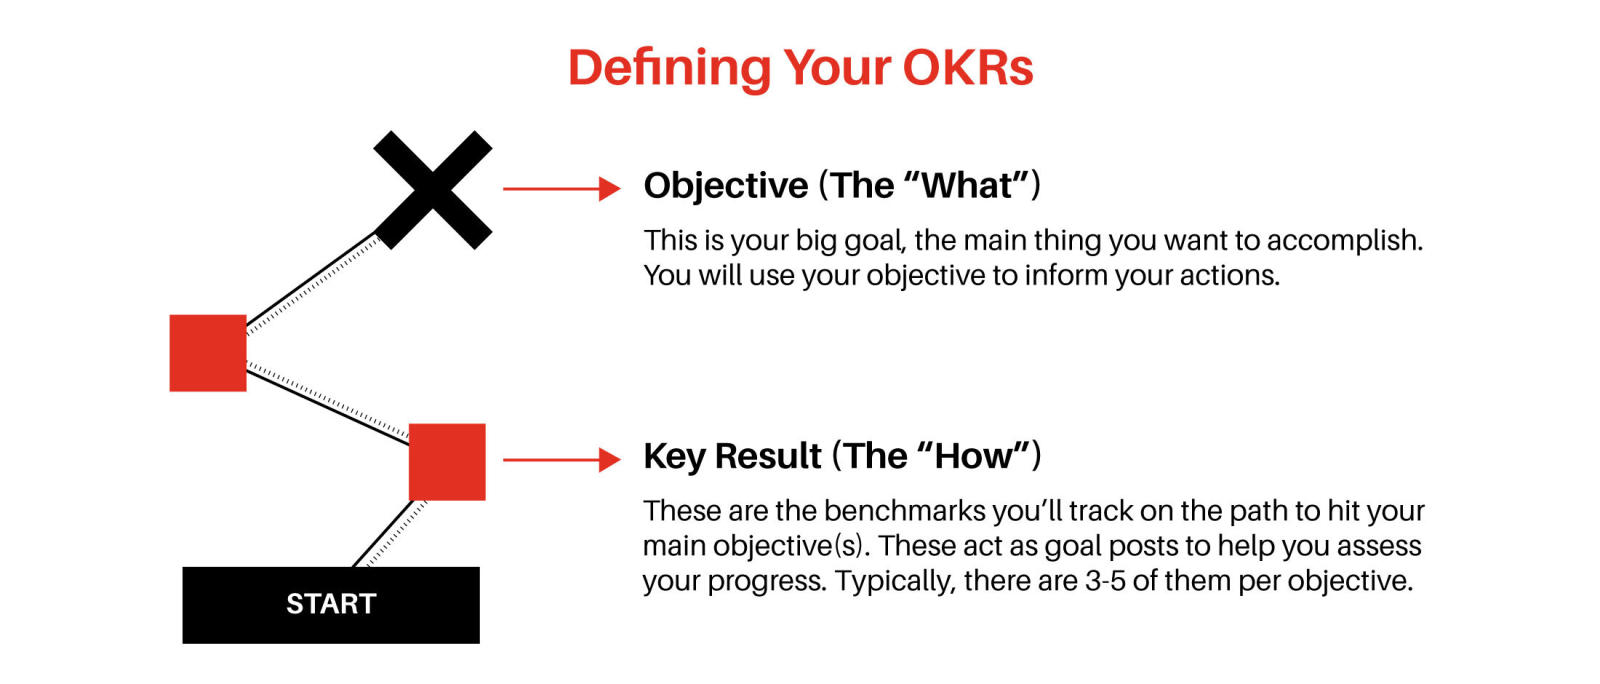 Defining Your OKRs
Objective (The “What”)
This is your big goal, the main thing you want to accomplish.
You will use your objective to inform your actions.
Key Result (The “How”)
These are the benchmarks you’ll track on the path to hit your
main objective(s). These act as goal posts to help you assess
your progress. Typically, there are 3-5 of them per objective.
START